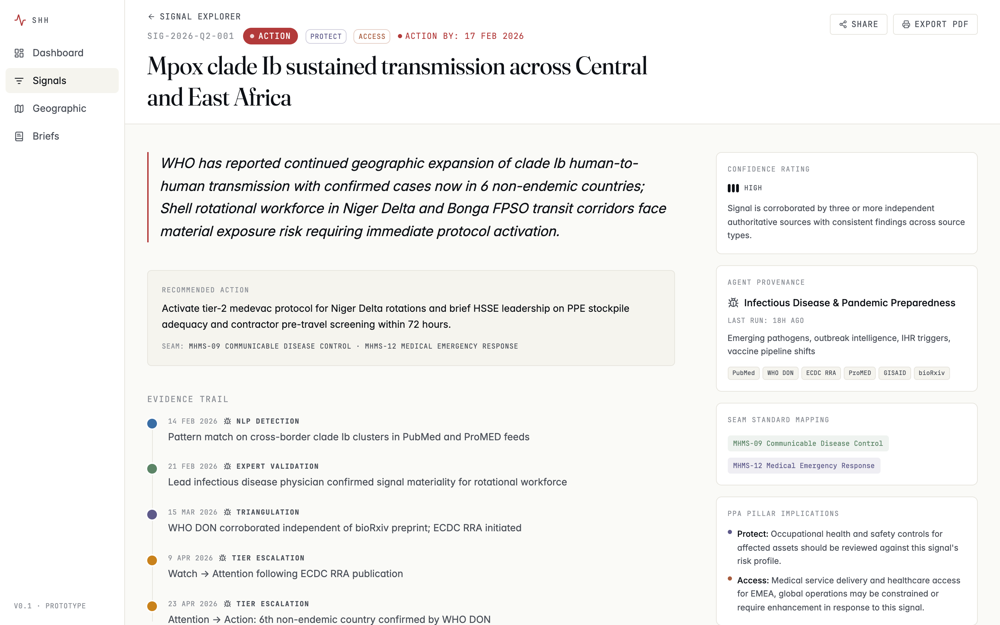 SHH
Dashboard
Signals
Geographic
Briefs
V0.1 · PROTOTYPE
← SIGNAL EXPLORER
SIG-2026-Q2-001 ACTION PROTECT ACCESS ACTION BY: 17 FEB 2026
SHARE
EXPORT PDF
Mpox clade Ib sustained transmission across Central
and East Africa
WHO has reported continued geographic expansion of clade Ib human-to-
human transmission with confirmed cases now in 6 non-endemic countries;
Shell rotational workforce in Niger Delta and Bonga FPSO transit corridors face
material exposure risk requiring immediate protocol activation.
RECOMMENDED ACTION
Activate tier-2 medevac protocol for Niger Delta rotations and brief HSSE leadership on PPE stockpile
adequacy and contractor pre-travel screening within 72 hours.
SEAM: MHMS-09 COMMUNICABLE DISEASE CONTROL · MHMS-12 MEDICAL EMERGENCY RESPONSE
EVIDENCE TRAIL
14 FEB 2026 NLP DETECTION
Pattern match on cross-border clade Ib clusters in PubMed and ProMED feeds
21 FEB 2026 EXPERT VALIDATION
Lead infectious disease physician confirmed signal materiality for rotational workforce
15 MAR 2026 TRIANGULATION
WHO DON corroborated independent of bioRxiv preprint; ECDC RRA initiated
9 APR 2026 TIER ESCALATION
Watch → Attention following ECDC RRA publication
23 APR 2026 TIER ESCALATION
Attention → Action: 6th non-endemic country confirmed by WHO DON
CONFIDENCE RATING
HIGH
Signal is corroborated by three or more independent
authoritative sources with consistent findings across source
types.
AGENT PROVENANCE
Infectious Disease & Pandemic Preparedness
LAST RUN: 18H AGO
Emerging pathogens, outbreak intelligence, IHR triggers,
vaccine pipeline shifts
PubMed WHO DON ECDC RRA ProMED GISAID bioRxiv
SEAM STANDARD MAPPING
MHMS-09 Communicable Disease Control
MHMS-12 Medical Emergency Response
PPA PILLAR IMPLICATIONS
Protect: Occupational health and safety controls for
affected assets should be reviewed against this signal's
risk profile.
Access: Medical service delivery and healthcare access
for EMEA, global operations may be constrained or
require enhancement in response to this signal.